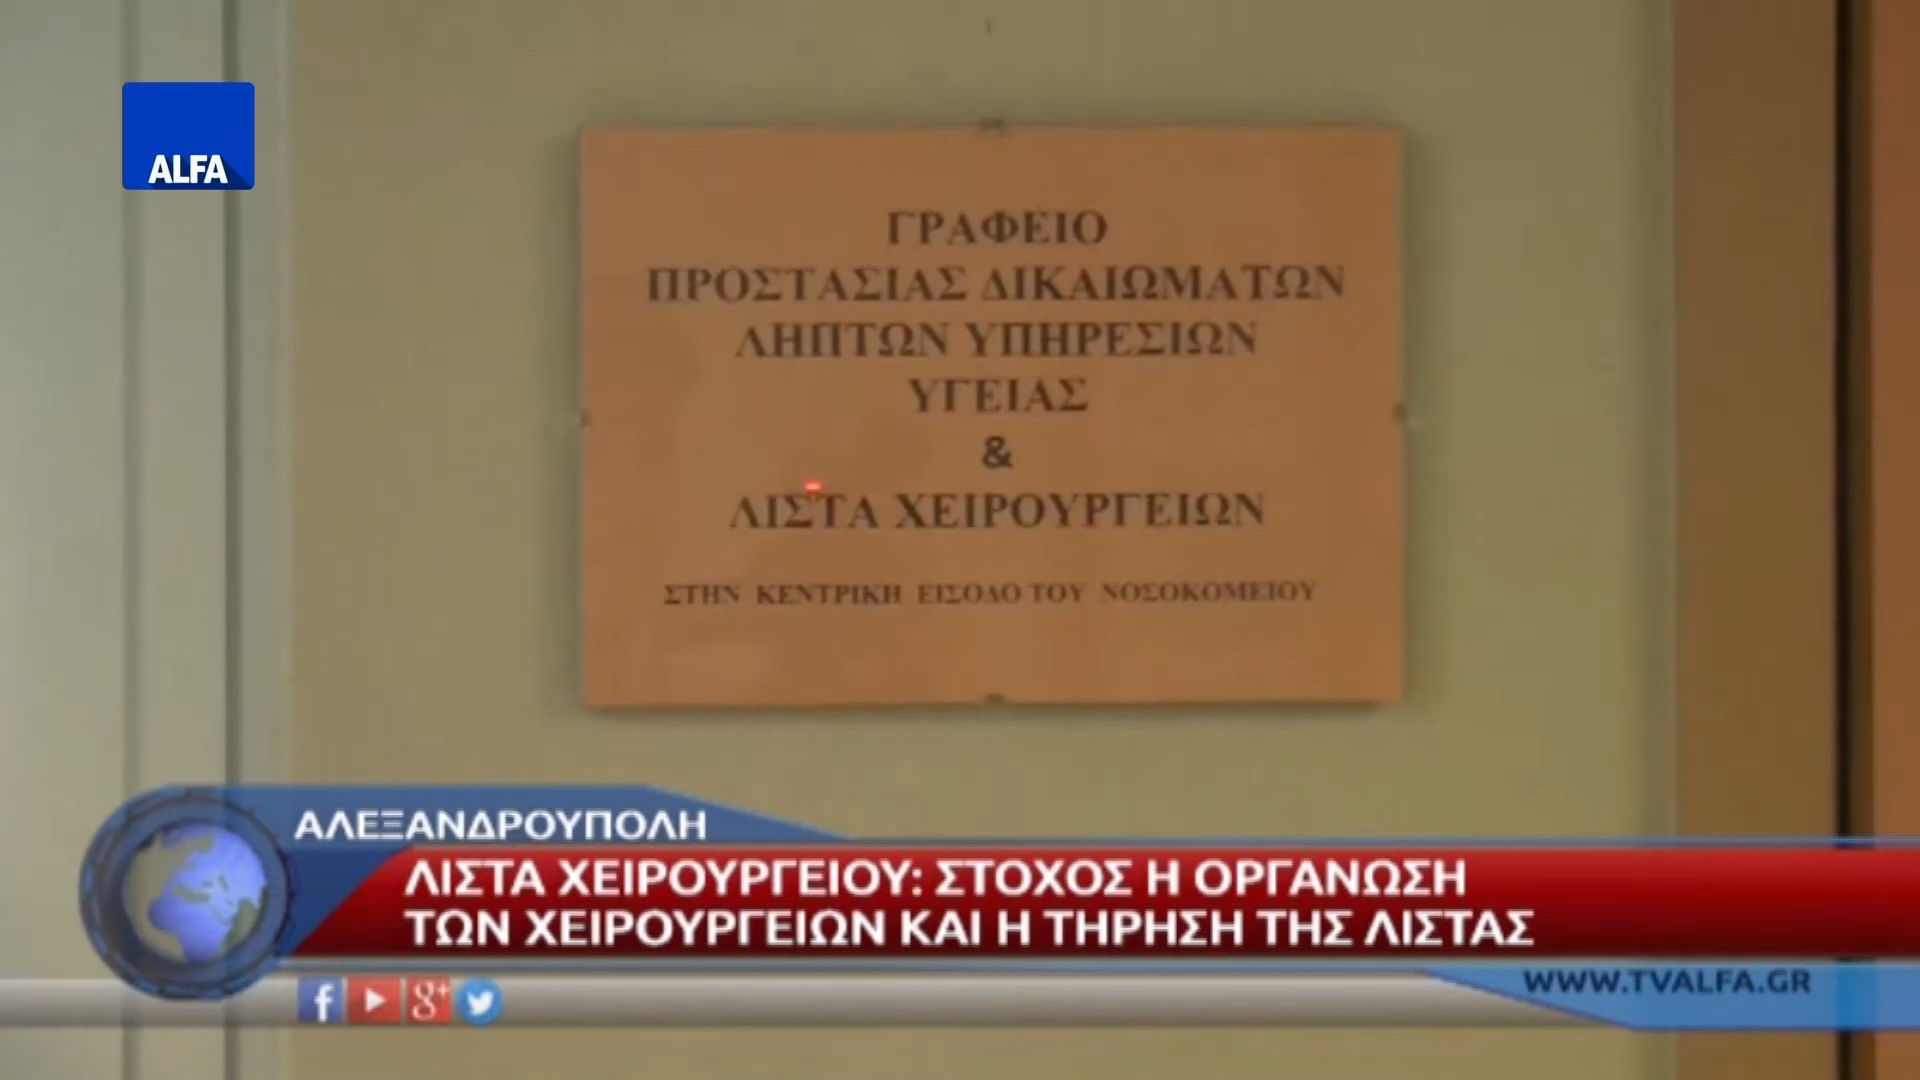 ALFA
ΓΡΑΦΕΙΟ
ΠΡΟΣΤΑΣΙΑΣ ΔΙΚΑΙΩΜΑΤΩΝ
ΛΗΠΤΩΝ ΥΠΗΡΕΣΙΩΝ
ΥΓΕΙΑΣ
&
ΛΙΣΤΑ ΧΕΙΡΟΥΡΓΕΙΩΝ
ΣΤΗΝ ΚΕΝΤΡΙΚΗ ΕΙΣΟΔΟ ΤΟΥ ΝΟΣΟΚΟΜΕΙΟΥ
ΑΛΕΞΑΝΔΡΟΥΠΟΛΗ
ΛΙΣΤΑ ΧΕΙΡΟΥΡΓΕΙΟΥ: ΣΤΟΧΟΣ Η ΟΡΓΑΝΩΣΗ
ΤΩΝ ΧΕΙΡΟΥΡΓΕΙΩΝ ΚΑΙ Η ΤΗΡΗΣΗ ΤΗΣ ΛΙΣΤΑΣ
WWW.TVALFA.GR
f g+